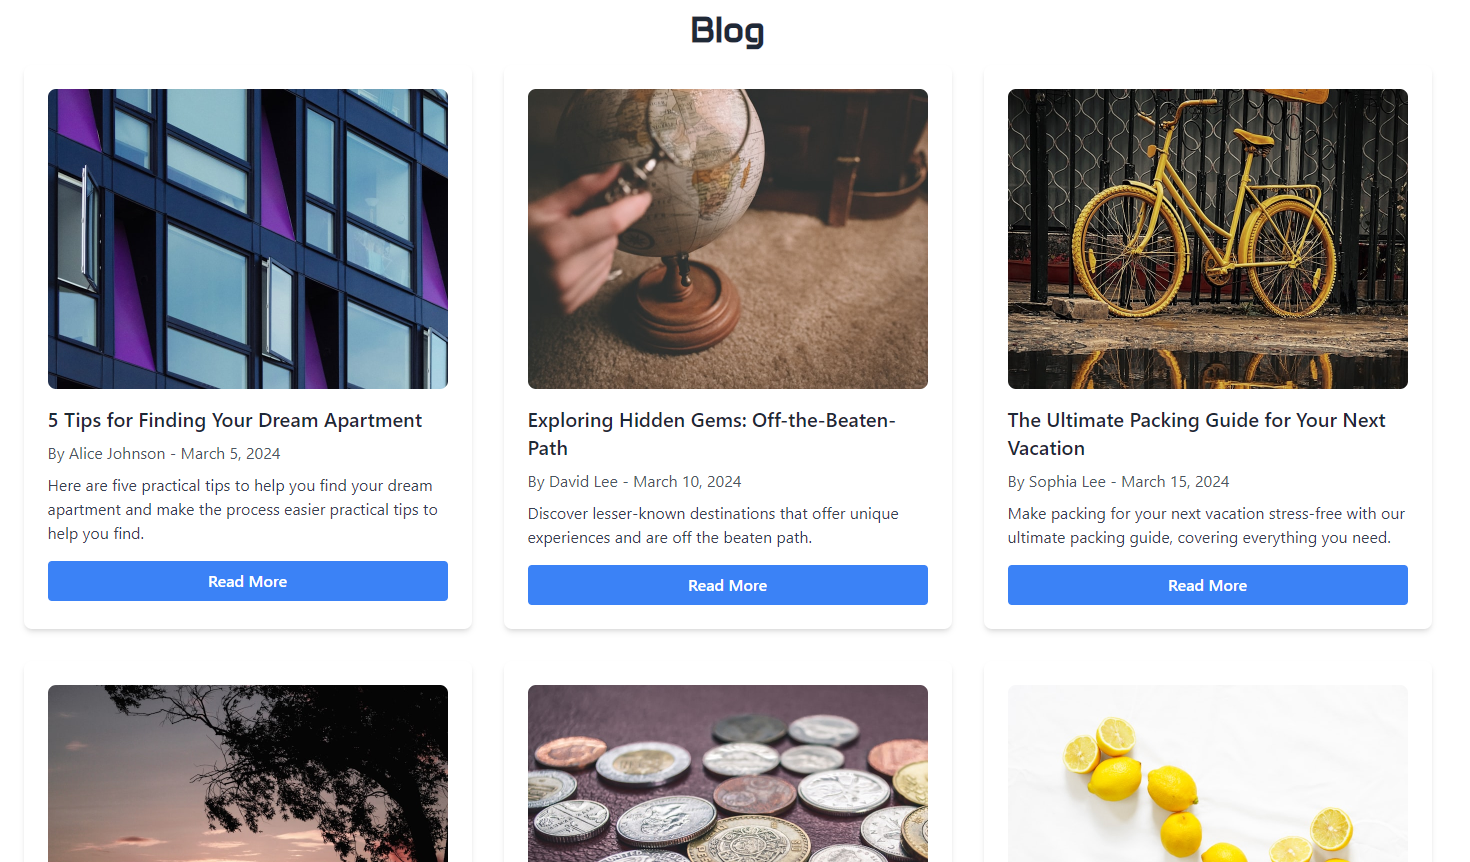 Blog
5 Tips for Finding Your Dream Apartment
By Alice Johnson - March 5, 2024
Here are five practical tips to help you find your dream
apartment and make the process easier practical tips to
help you find.
Read More
Exploring Hidden Gems: Off-the-Beaten-
Path
By David Lee - March 10, 2024
Discover lesser-known destinations that offer unique
experiences and are off the beaten path.
Read More
The Ultimate Packing Guide for Your Next
Vacation
By Sophia Lee - March 15, 2024
Make packing for your next vacation stress-free with our
ultimate packing guide, covering everything you need.
Read More